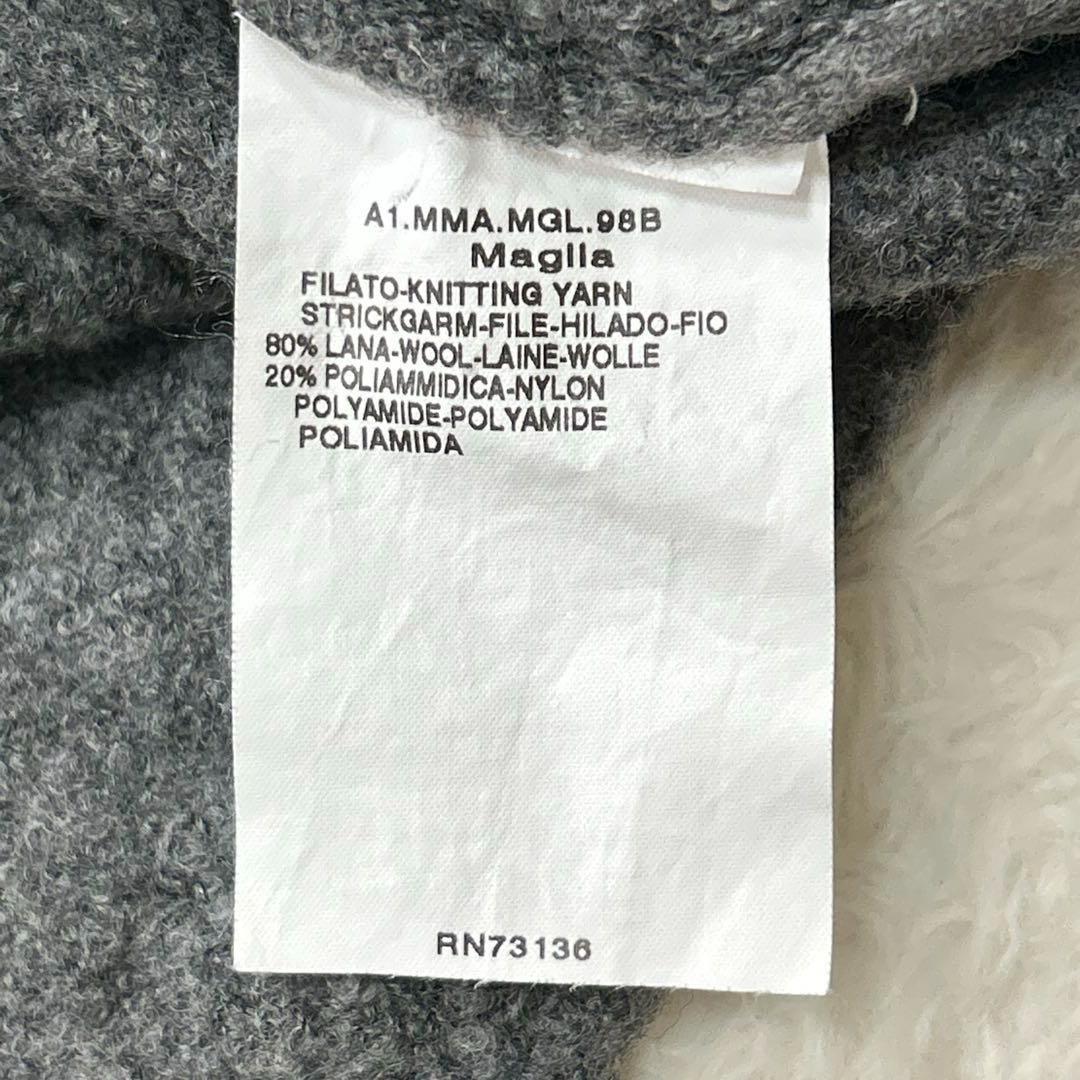 A1.MMA.MGL.98B
Maglia
FILATO-KNITTING YARN
STRICKGARM-FILE-HILADO-FIO
80% LANA-WOOL-LAINE-WOLLE
20% POLIAMMIDICA-NYLON
POLYAMIDE-POLYAMIDE
POLIAMIDA
RN73136